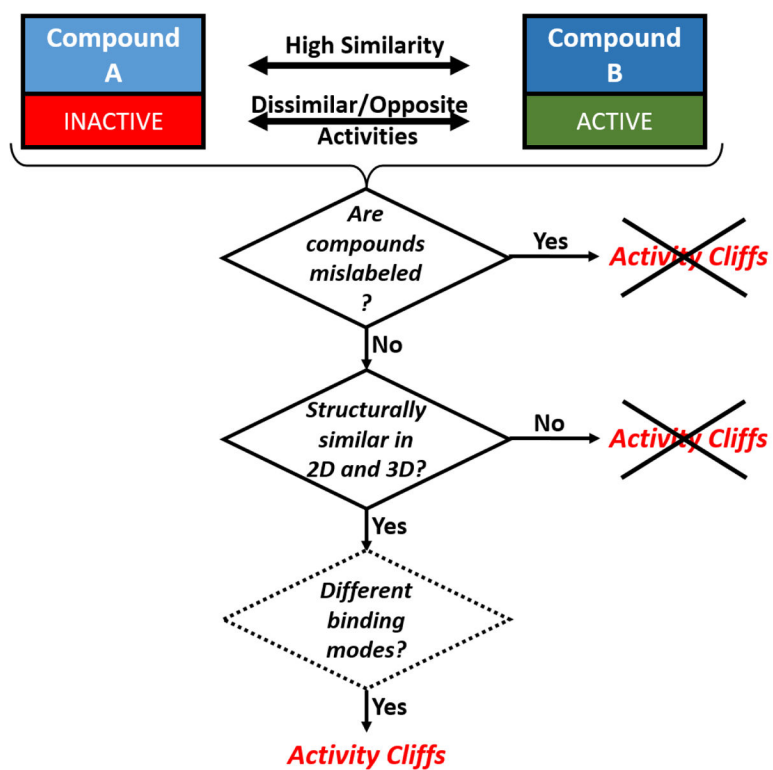 Compound
A
INACTIVE
High Similarity
Dissimilar/Opposite
Activities
Compound
B
ACTIVE
Are
compounds
mislabeled
?
Yes
Activity Cliffs
No
Structurally
similar in
2D and 3D?
No
Activity Cliffs
Yes
Different
binding
modes?
Yes
Activity Cliffs